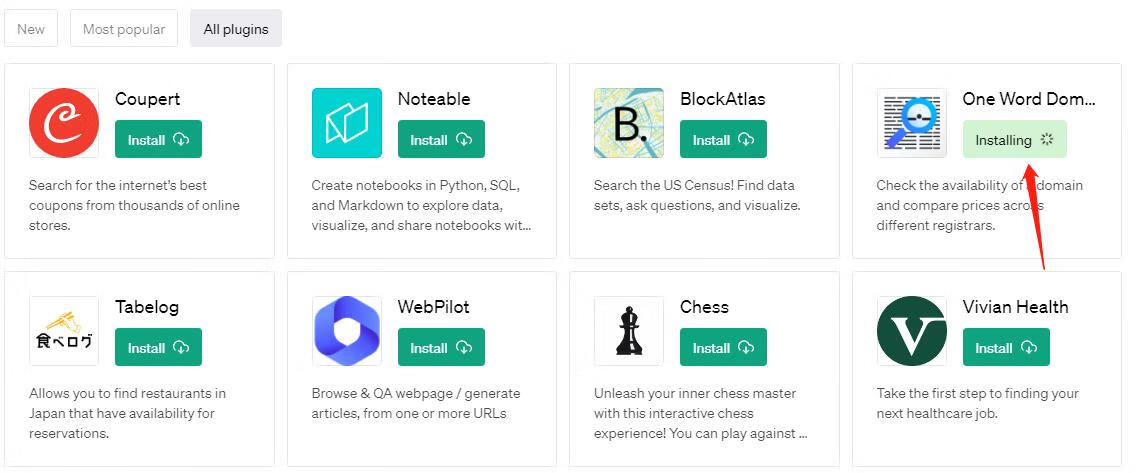 New Most popular All plugins
Coupert
Install
Search for the internet's best
coupons from thousands of online
stores.
Noteable
Install
Create notebooks in Python, SQL,
and Markdown to explore data,
visualize, and share notebooks wit...
B.
BlockAtlas
Install
Search the US Census! Find data
sets, ask questions, and visualize.
One Word Dom...
Installing
Check the availability of a domain
and compare prices across
different registrars.
食べログ
Tabelog
Install
Allows you to find restaurants in
Japan that have availability for
reservations.
WebPilot
Install
Browse & QA webpage / generate
articles, from one or more URLs
Chess
Install
Unleash your inner chess master
with this interactive chess
experience! You can play against ...
V
Vivian Health
Install
Take the first step to finding your
next healthcare job.